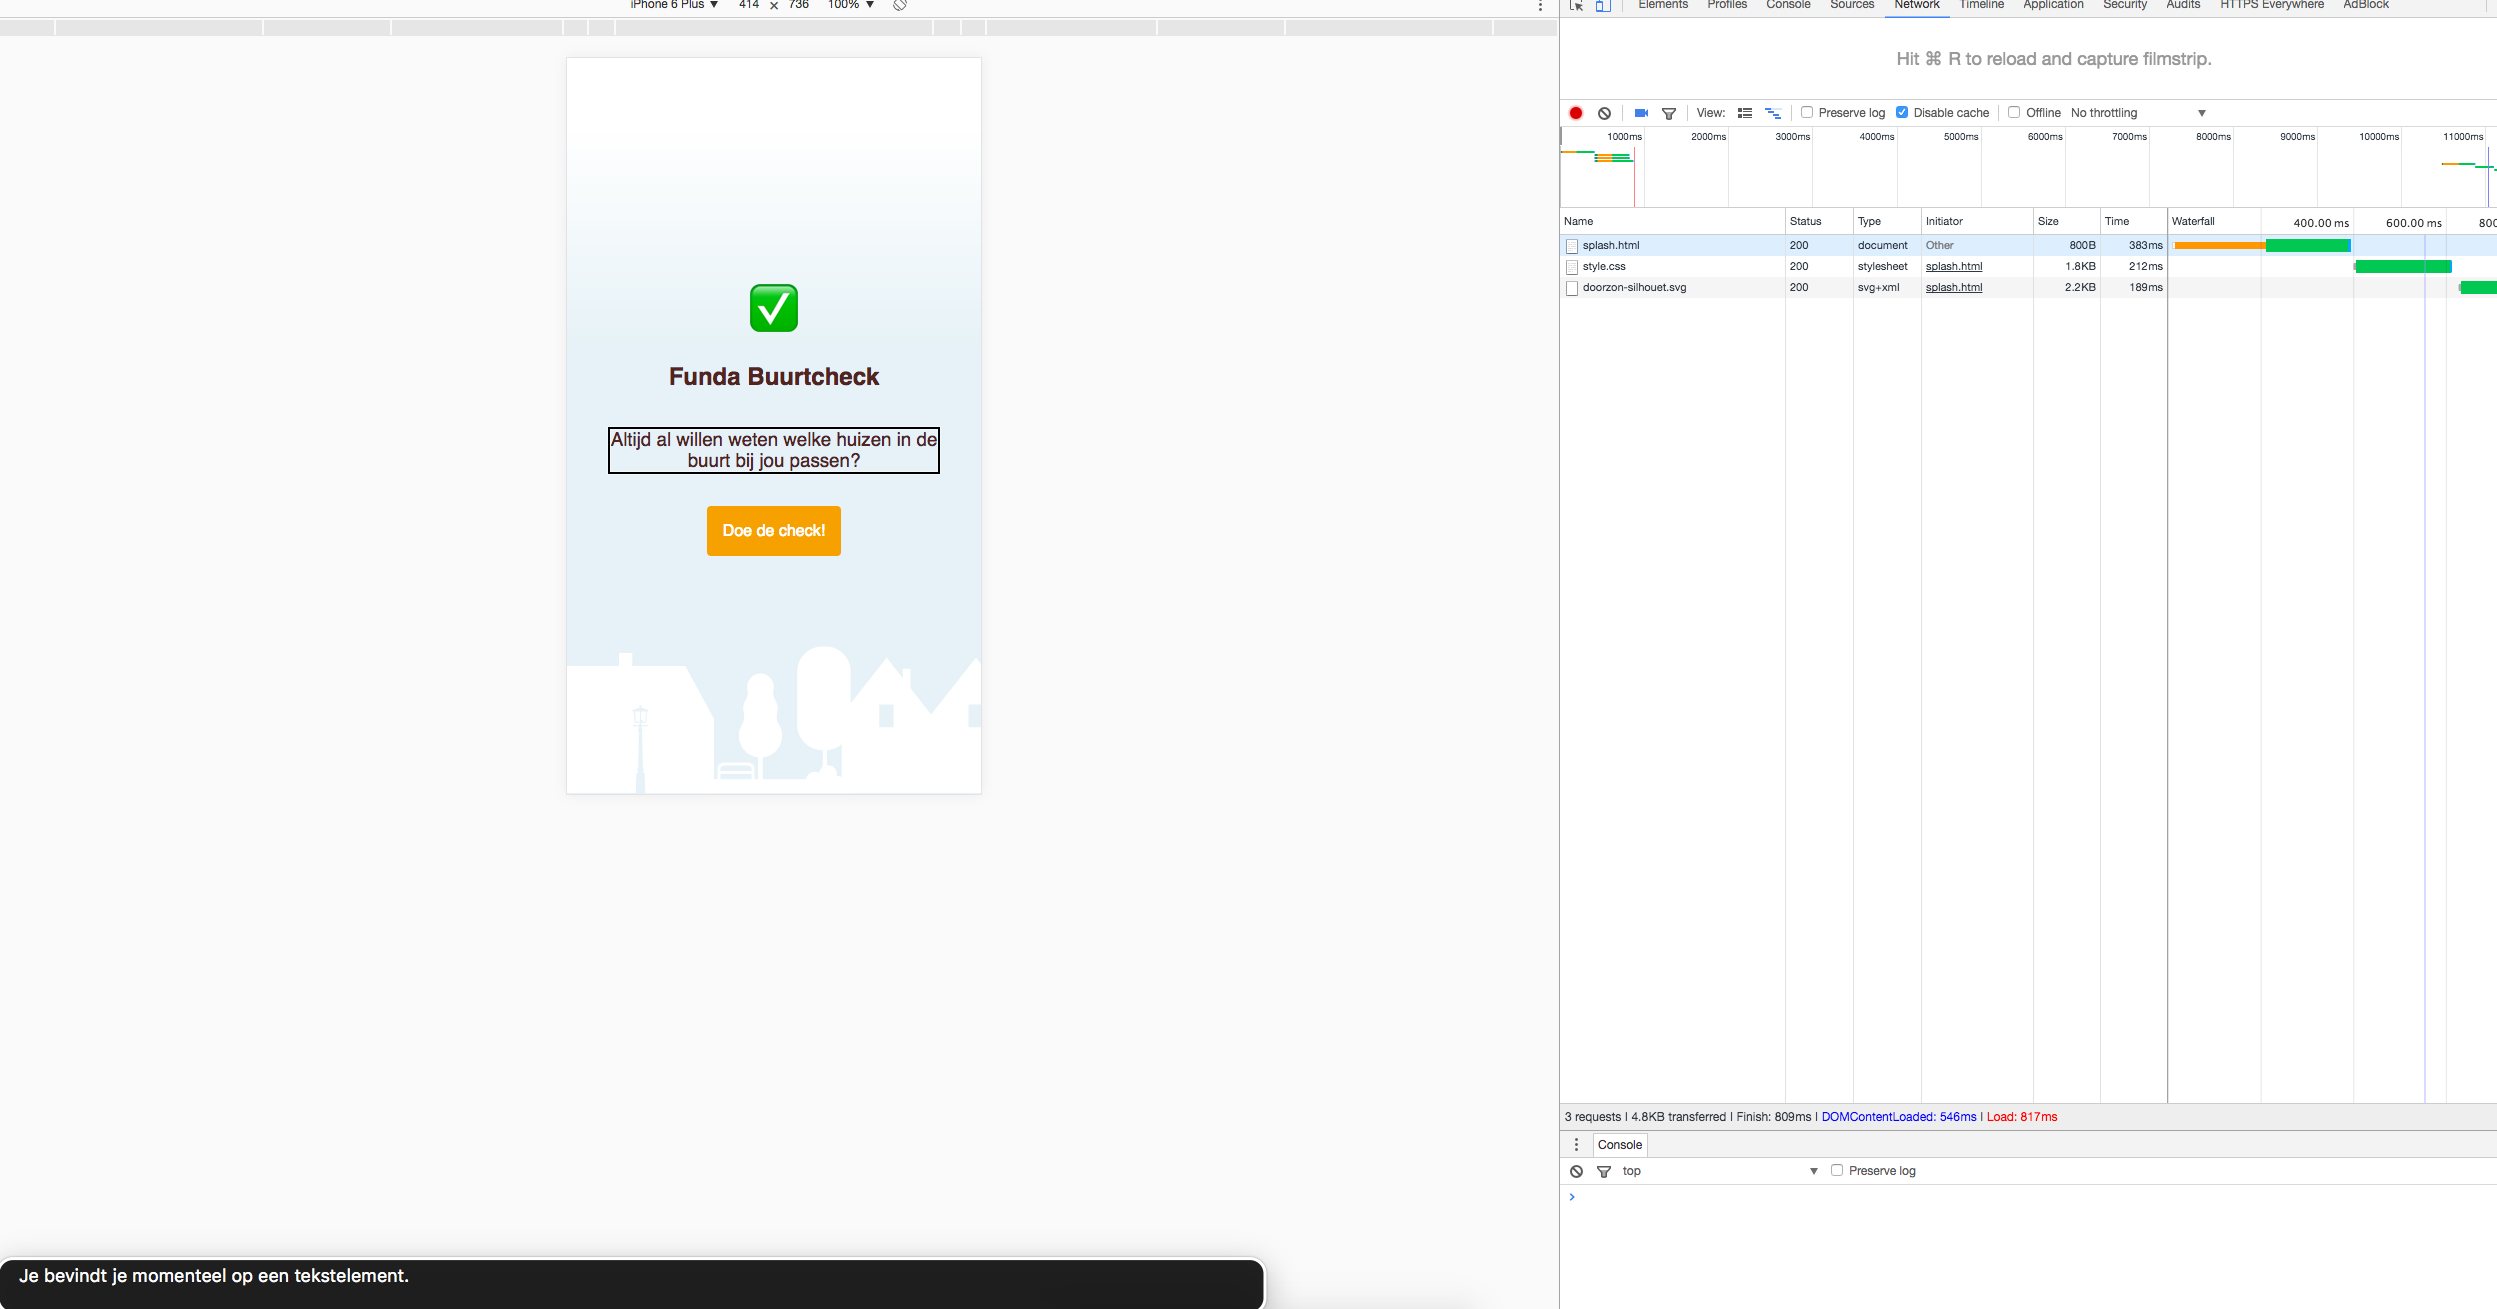 iPhone 6 Plus ▼ 414 × 736 100% ▼
Elements Profiles Console Sources Network Timeline Application Security Audits HTTPS Everywhere AdBlock
Hit ⌘ R to reload and capture filmstrip.
View: Preserve log Disable cache Offline No throttling ▼
1000ms 2000ms 3000ms 4000ms 5000ms 6000ms 7000ms 8000ms 9000ms 10000ms 11000ms
Name Status Type Initiator Size Time Waterfall 400.00 ms 600.00 ms 800
splash.html 200 document Other 800B 383ms
style.css 200 stylesheet splash.html 1.8KB 212ms
doorzon-silhouet.svg 200 svg+xml splash.html 2.2KB 189ms
Funda Buurtcheck
Altijd al willen weten welke huizen in de
buurt bij jou passen?
Doe de check!
3 requests | 4.8KB transferred | Finish: 809ms | DOMContentLoaded: 546ms | Load: 817ms
Console
top ▼ Preserve log
Je bevindt je momenteel op een tekstelement.